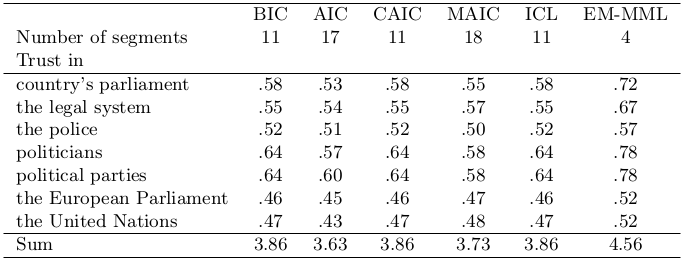 BIC AIC CAIC MAIC ICL EM-MML
Number of segments 11 17 11 18 11 4
Trust in
country's parliament .58 .53 .58 .55 .58 .72
the legal system .55 .54 .55 .57 .55 .67
the police .52 .51 .52 .50 .52 .57
politicians .64 .57 .64 .58 .64 .78
political parties .64 .60 .64 .58 .64 .78
the European Parliament .46 .45 .46 .47 .46 .52
the United Nations .47 .43 .47 .48 .47 .52
Sum 3.86 3.63 3.86 3.73 3.86 4.56